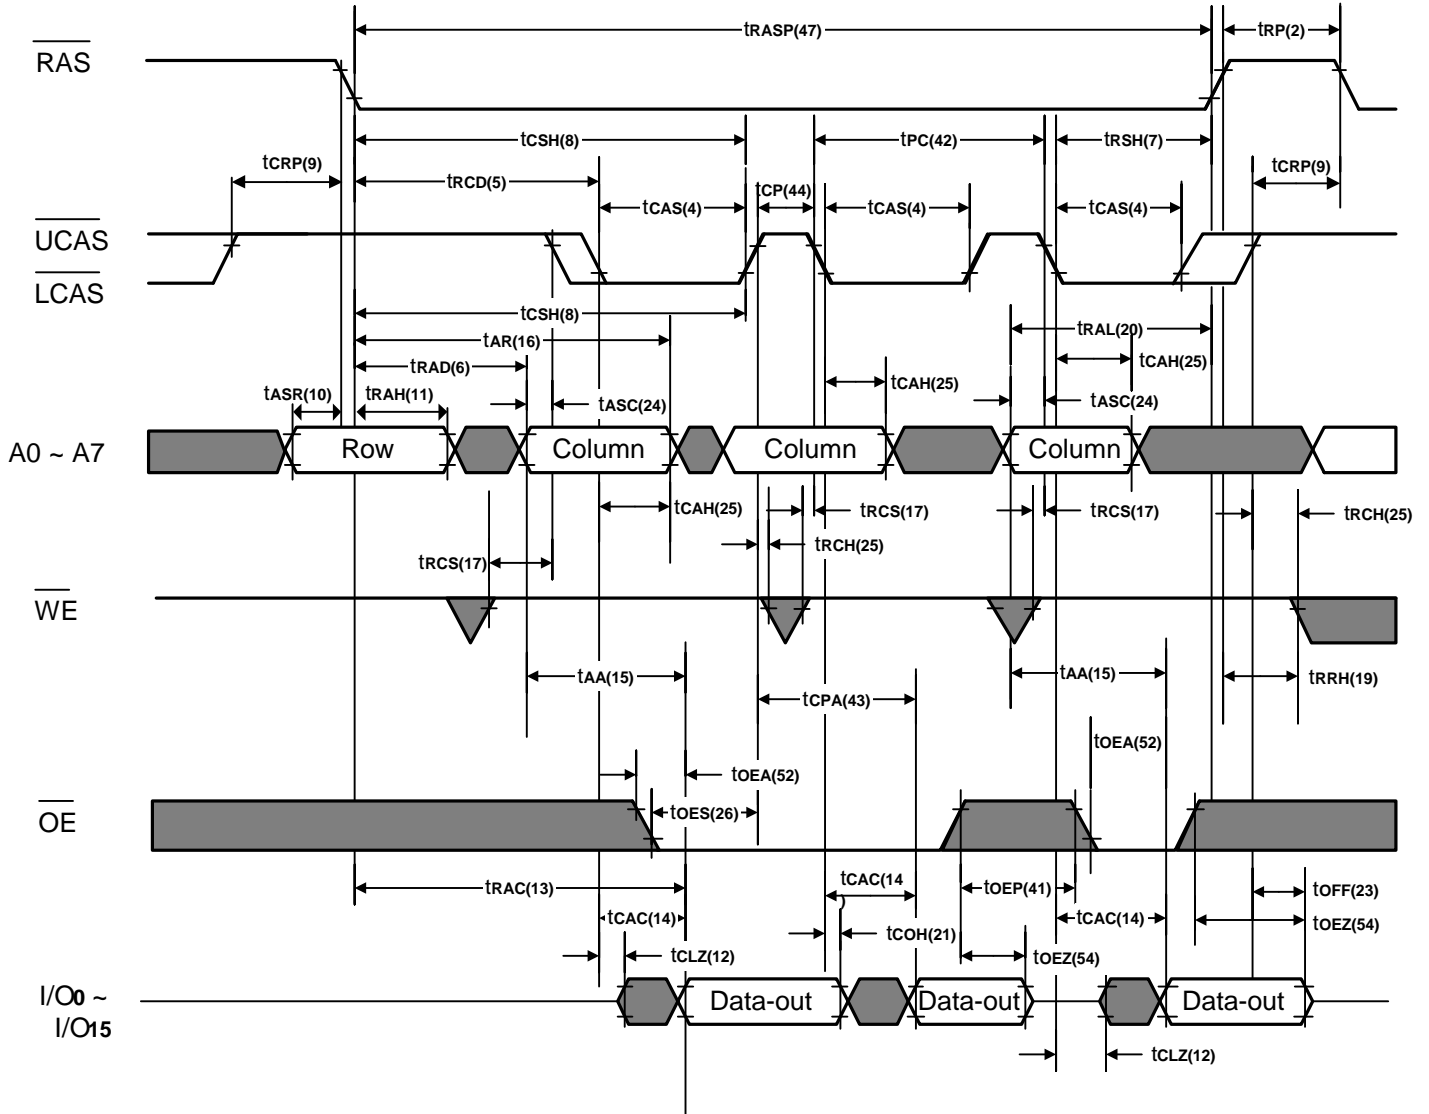 tRASP(47)
tRP(2)
RAS
tCSH(8)
tPC(42)
tRSH(7)
tCRP(9)
tRCD(5)
tCP(44)
tCRP(9)
tCAS(4)
tCAS(4)
tCAS(4)
UCAS
LCAS
tCSH(8)
tAR(16)
tRAL(20)
tRAD(6)
tCAH(25)
tCAH(25)
tASR(10)
tRAH(11)
tASC(24)
tASC(24)
A0 ~ A7
Row
Column
Column
Column
tCAH(25)
tRCS(17)
tRCS(17)
tRCH(25)
tRCH(25)
tRCS(17)
WE
tAA(15)
tAA(15)
tRRH(19)
tCPA(43)
tOEA(52)
tOEA(52)
OE
tOES(26)
tRAC(13)
tCAC(14
)
tOEP(41)
tOFF(23)
tCAC(14)
tCAC(14)
tCOH(21)
tOEZ(54)
tCLZ(12)
tOEZ(54)
I/O0 ~
I/O15
Data-out
Data-out
Data-out
tCLZ(12)